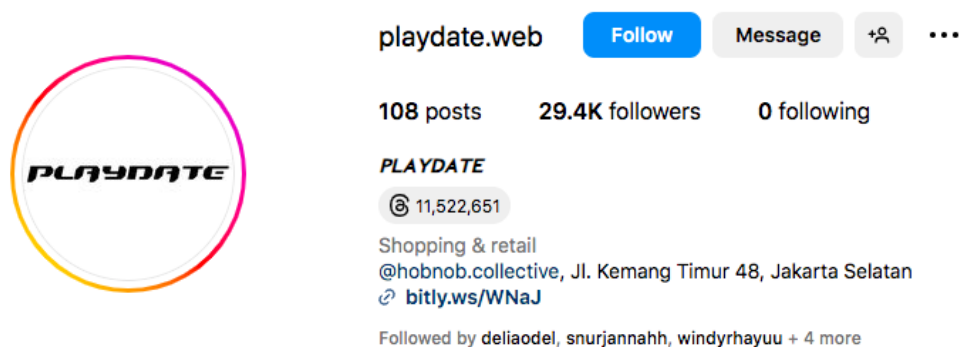 PLAYDATE
playdate.web Follow Message
108 posts 29.4K followers 0 following
PLAYDATE
11,522,651
Shopping & retail
@hobnob.collective, Jl. Kemang Timur 48, Jakarta Selatan
bitly.ws/WNaJ
Followed by deliaodel, snurjannahh, windyrhayuu + 4 more